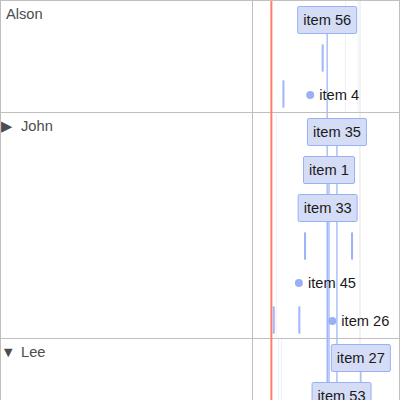 Alson
item 56
item 4
▶ John
item 35
item 1
item 33
item 45
item 26
▼ Lee
item 27
item 53